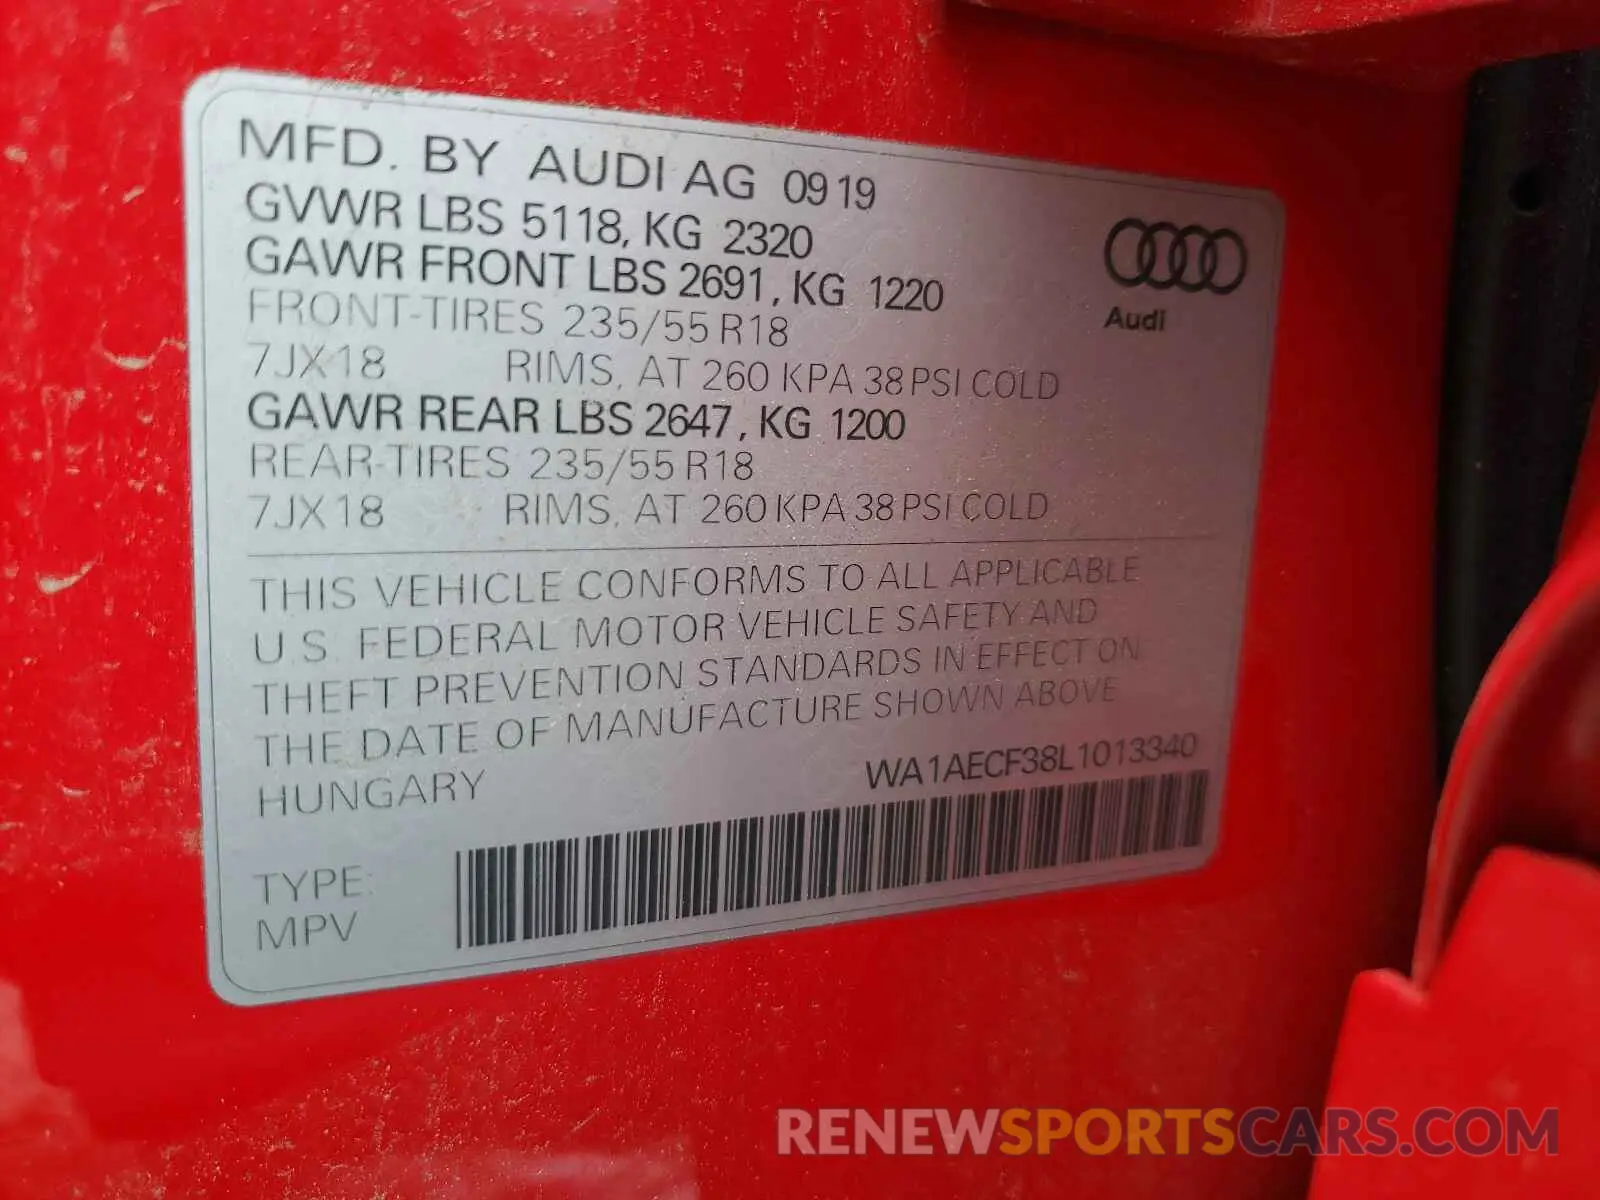 MFD. BY AUDI AG 09 19
GVWR LBS 5118, KG 2320
GAWR FRONT LBS 2691, KG 1220
FRONT-TIRES 235/55 R18
7JX18 RIMS, AT 260 KPA 38 PSI COLD
GAWR REAR LBS 2647, KG 1200
REAR-TIRES 235/55 R18
7JX18 RIMS, AT 260 KPA 38 PSI COLD
Audi
THIS VEHICLE CONFORMS TO ALL APPLICABLE
U.S. FEDERAL MOTOR VEHICLE SAFETY AND
THEFT PREVENTION STANDARDS IN EFFECT ON
THE DATE OF MANUFACTURE SHOWN ABOVE
HUNGARY WA1AECF38L1013340
TYPE:
MPV
RENEWSPORTSCARS.COM